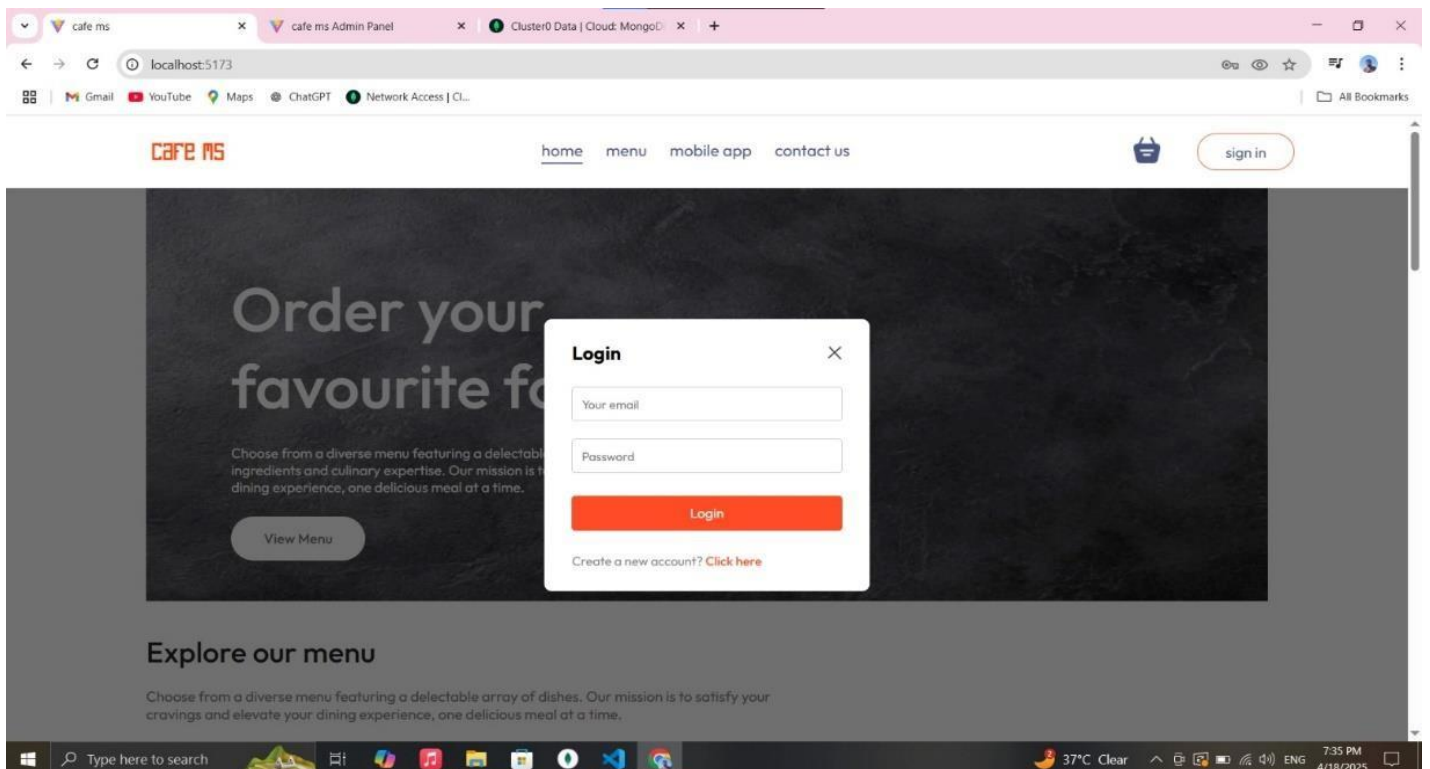 cafe ms
cafe ms Admin Panel
Cluster0 Data | Cloud: MongoD
localhost:5173
Gmail
YouTube
Maps
ChatGPT
Network Access | Cl...
All Bookmarks
cafe ms
home
menu
mobile app
contact us
sign in
Order your
favourite fo
Choose from a diverse menu featuring a delectabl
ingredients and culinary expertise. Our mission is t
dining experience, one delicious meal at a time.
View Menu
Login
Your email
Password
Login
Create a new account? Click here
Explore our menu
Choose from a diverse menu featuring a delectable array of dishes. Our mission is to satisfy your
cravings and elevate your dining experience, one delicious meal at a time.
Type here to search
37°C Clear
ENG
7:35 PM
4/18/2025